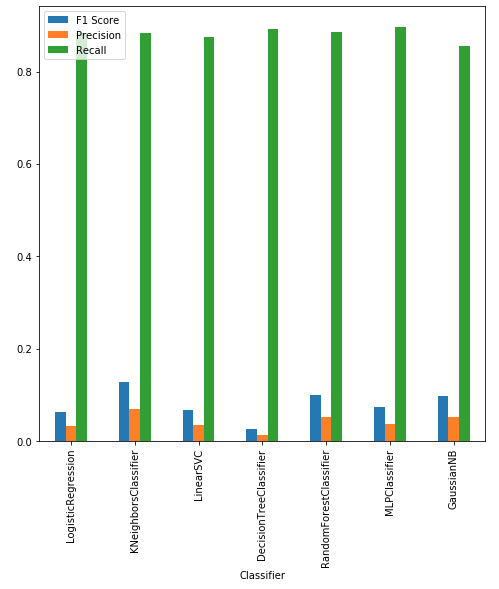 F1 Score
Precision
Recall
0.8
0.6
0.4
0.2
0.0
LogisticRegression
KNeighborsClassifier
LinearSVC
DecisionTreeClassifier
RandomForestClassifier
MLPClassifier
GaussianNB
Classifier